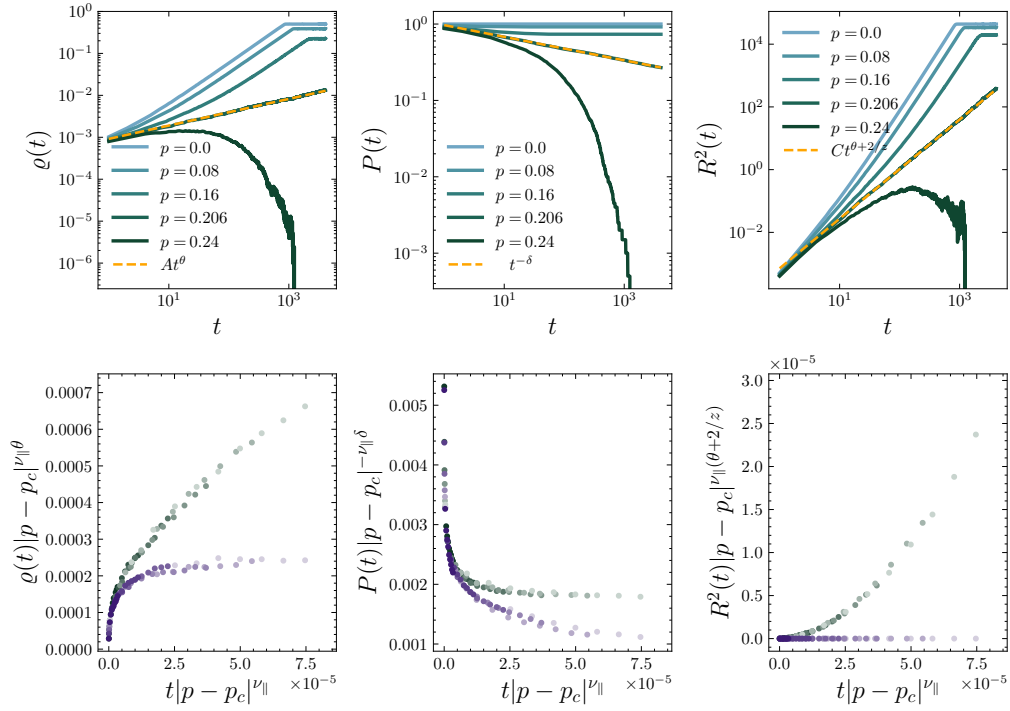 10^0
10^{-1}
10^{-2}
10^{-3}
10^{-4}
10^{-5}
10^{-6}
ϱ(t)
p = 0.0
p = 0.08
p = 0.16
p = 0.206
p = 0.24
At^θ
10^1
10^3
t
10^0
10^{-1}
10^{-2}
10^{-3}
P(t)
p = 0.0
p = 0.08
p = 0.16
p = 0.206
p = 0.24
t^{-δ}
10^1
10^3
t
10^4
10^2
10^0
10^{-2}
R^2(t)
p = 0.0
p = 0.08
p = 0.16
p = 0.206
p = 0.24
Ct^{θ+2/z}
10^1
10^3
t
0.0007
0.0006
0.0005
0.0004
0.0003
0.0002
0.0001
0.0000
ϱ(t)|p − p_c|^{ν_∥θ}
0.0
2.5
5.0
7.5
×10^{-5}
t|p − p_c|^{ν_∥}
0.005
0.004
0.003
0.002
0.001
P(t)|p − p_c|^{−ν_∥δ}
0.0
2.5
5.0
7.5
×10^{-5}
t|p − p_c|^{ν_∥}
×10^{-5}
3.0
2.5
2.0
1.5
1.0
0.5
0.0
R^2(t)|p − p_c|^{ν_∥(θ+2/z)}
0.0
2.5
5.0
7.5
×10^{-5}
t|p − p_c|^{ν_∥}